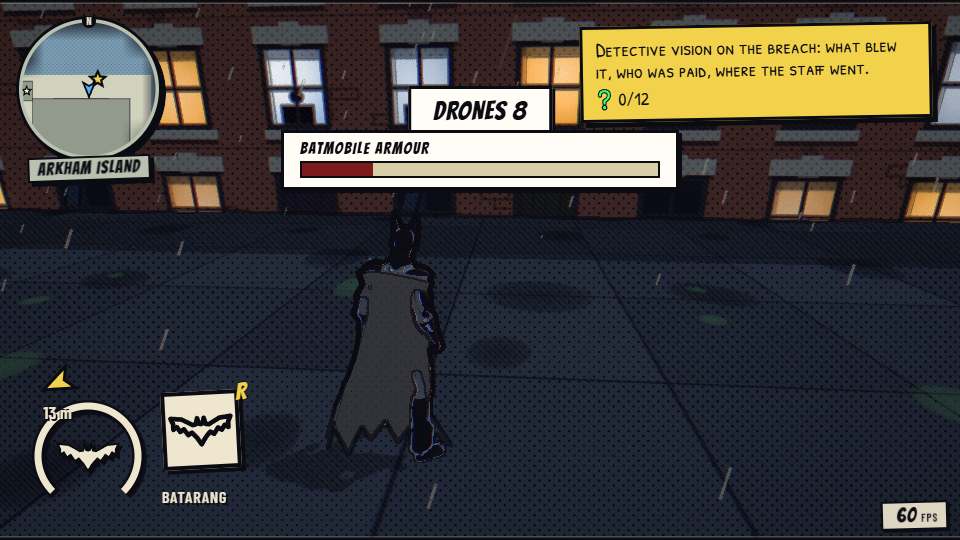 N
Detective vision on the breach: what blew
it, who was paid, where the staff went.
0/12
DRONES 8
BATMOBILE ARMOUR
ARKHAM ISLAND
13m
R
BATARANG
60 FPS